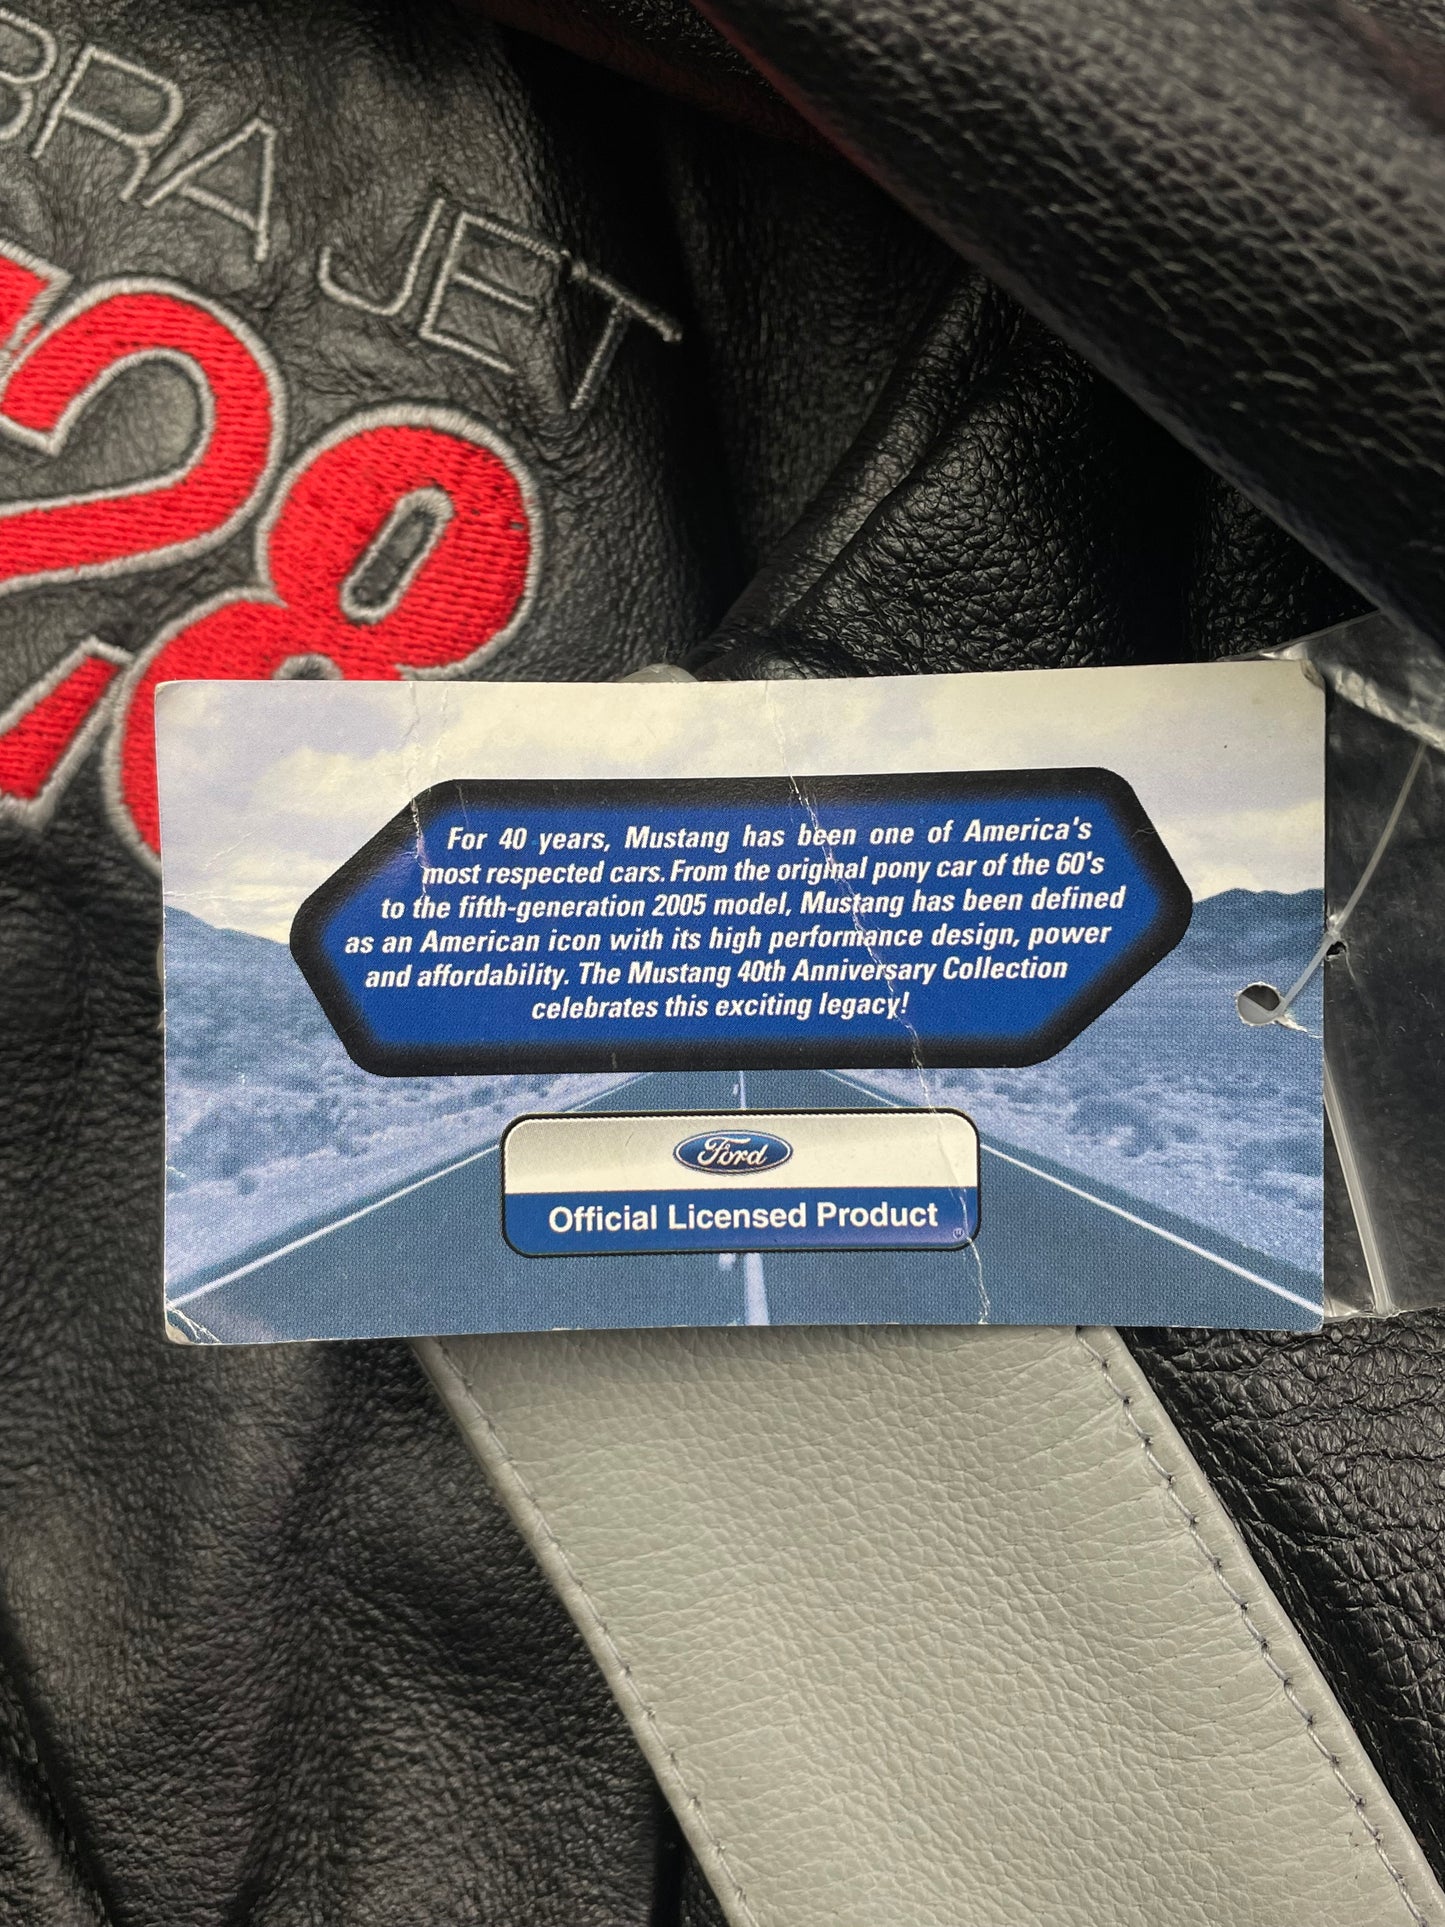 BRA JET
28
8
For 40 years, Mustang has been one of America's
most respected cars. From the original pony car of the 60's
to the fifth-generation 2005 model, Mustang has been defined
as an American icon with its high performance design, power
and affordability. The Mustang 40th Anniversary Collection
celebrates this exciting legacy!
Ford
Official Licensed Product